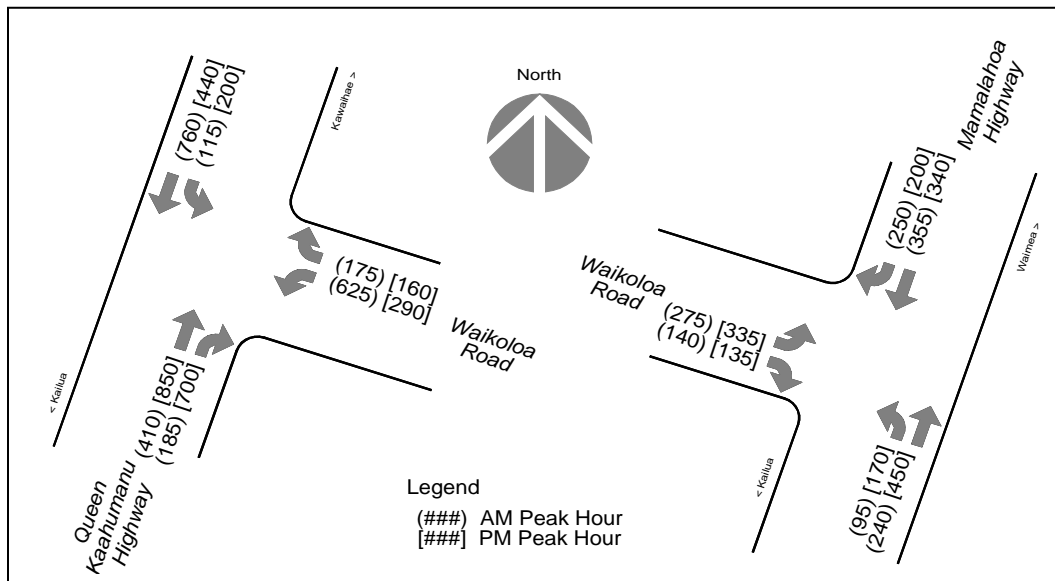 North
Kawaihae >
(760) [440]
(115) [200]
(175) [160]
(625) [290]
Waikoloa
Road
(410) [850]
(185) [700]
< Kailua
Queen
Kaahumanu
Highway
Mamalahoa
Highway
(250) [200]
(355) [340]
Waimea >
Waikoloa
Road
(275) [335]
(140) [135]
(95) [170]
(240) [450]
< Kailua
Legend
(###) AM Peak Hour
[###] PM Peak Hour